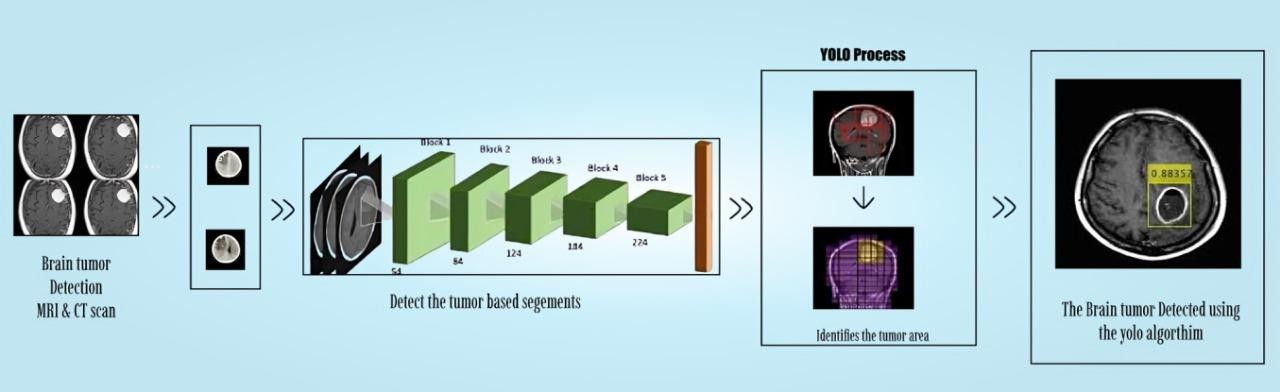 YOLO Process
Brain tumor
Detection
MRI & CT scan
Block 1
Block 2
Block 3
Block 4
Block 5
54
84
124
184
224
Detect the tumor based segements
Identifies the tumor area
0.88357
The Brain tumor Detected using
the yolo algorthim